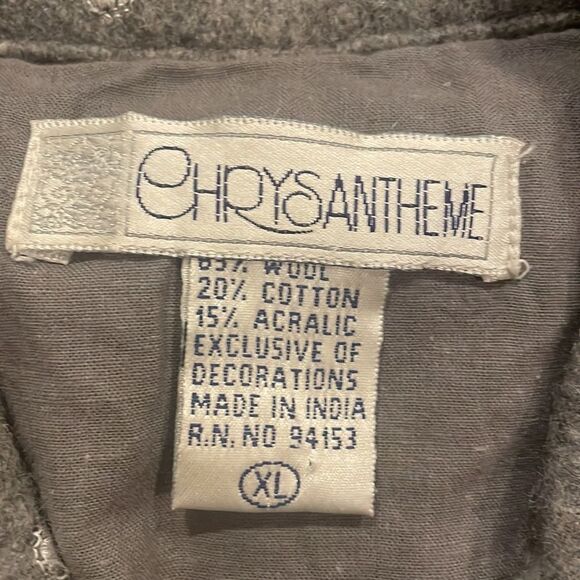 CHRYSANTHEME
65% WOOL
20% COTTON
15% ACRALIC
EXCLUSIVE OF
DECORATIONS
MADE IN INDIA
R.N. NO 94153
XL